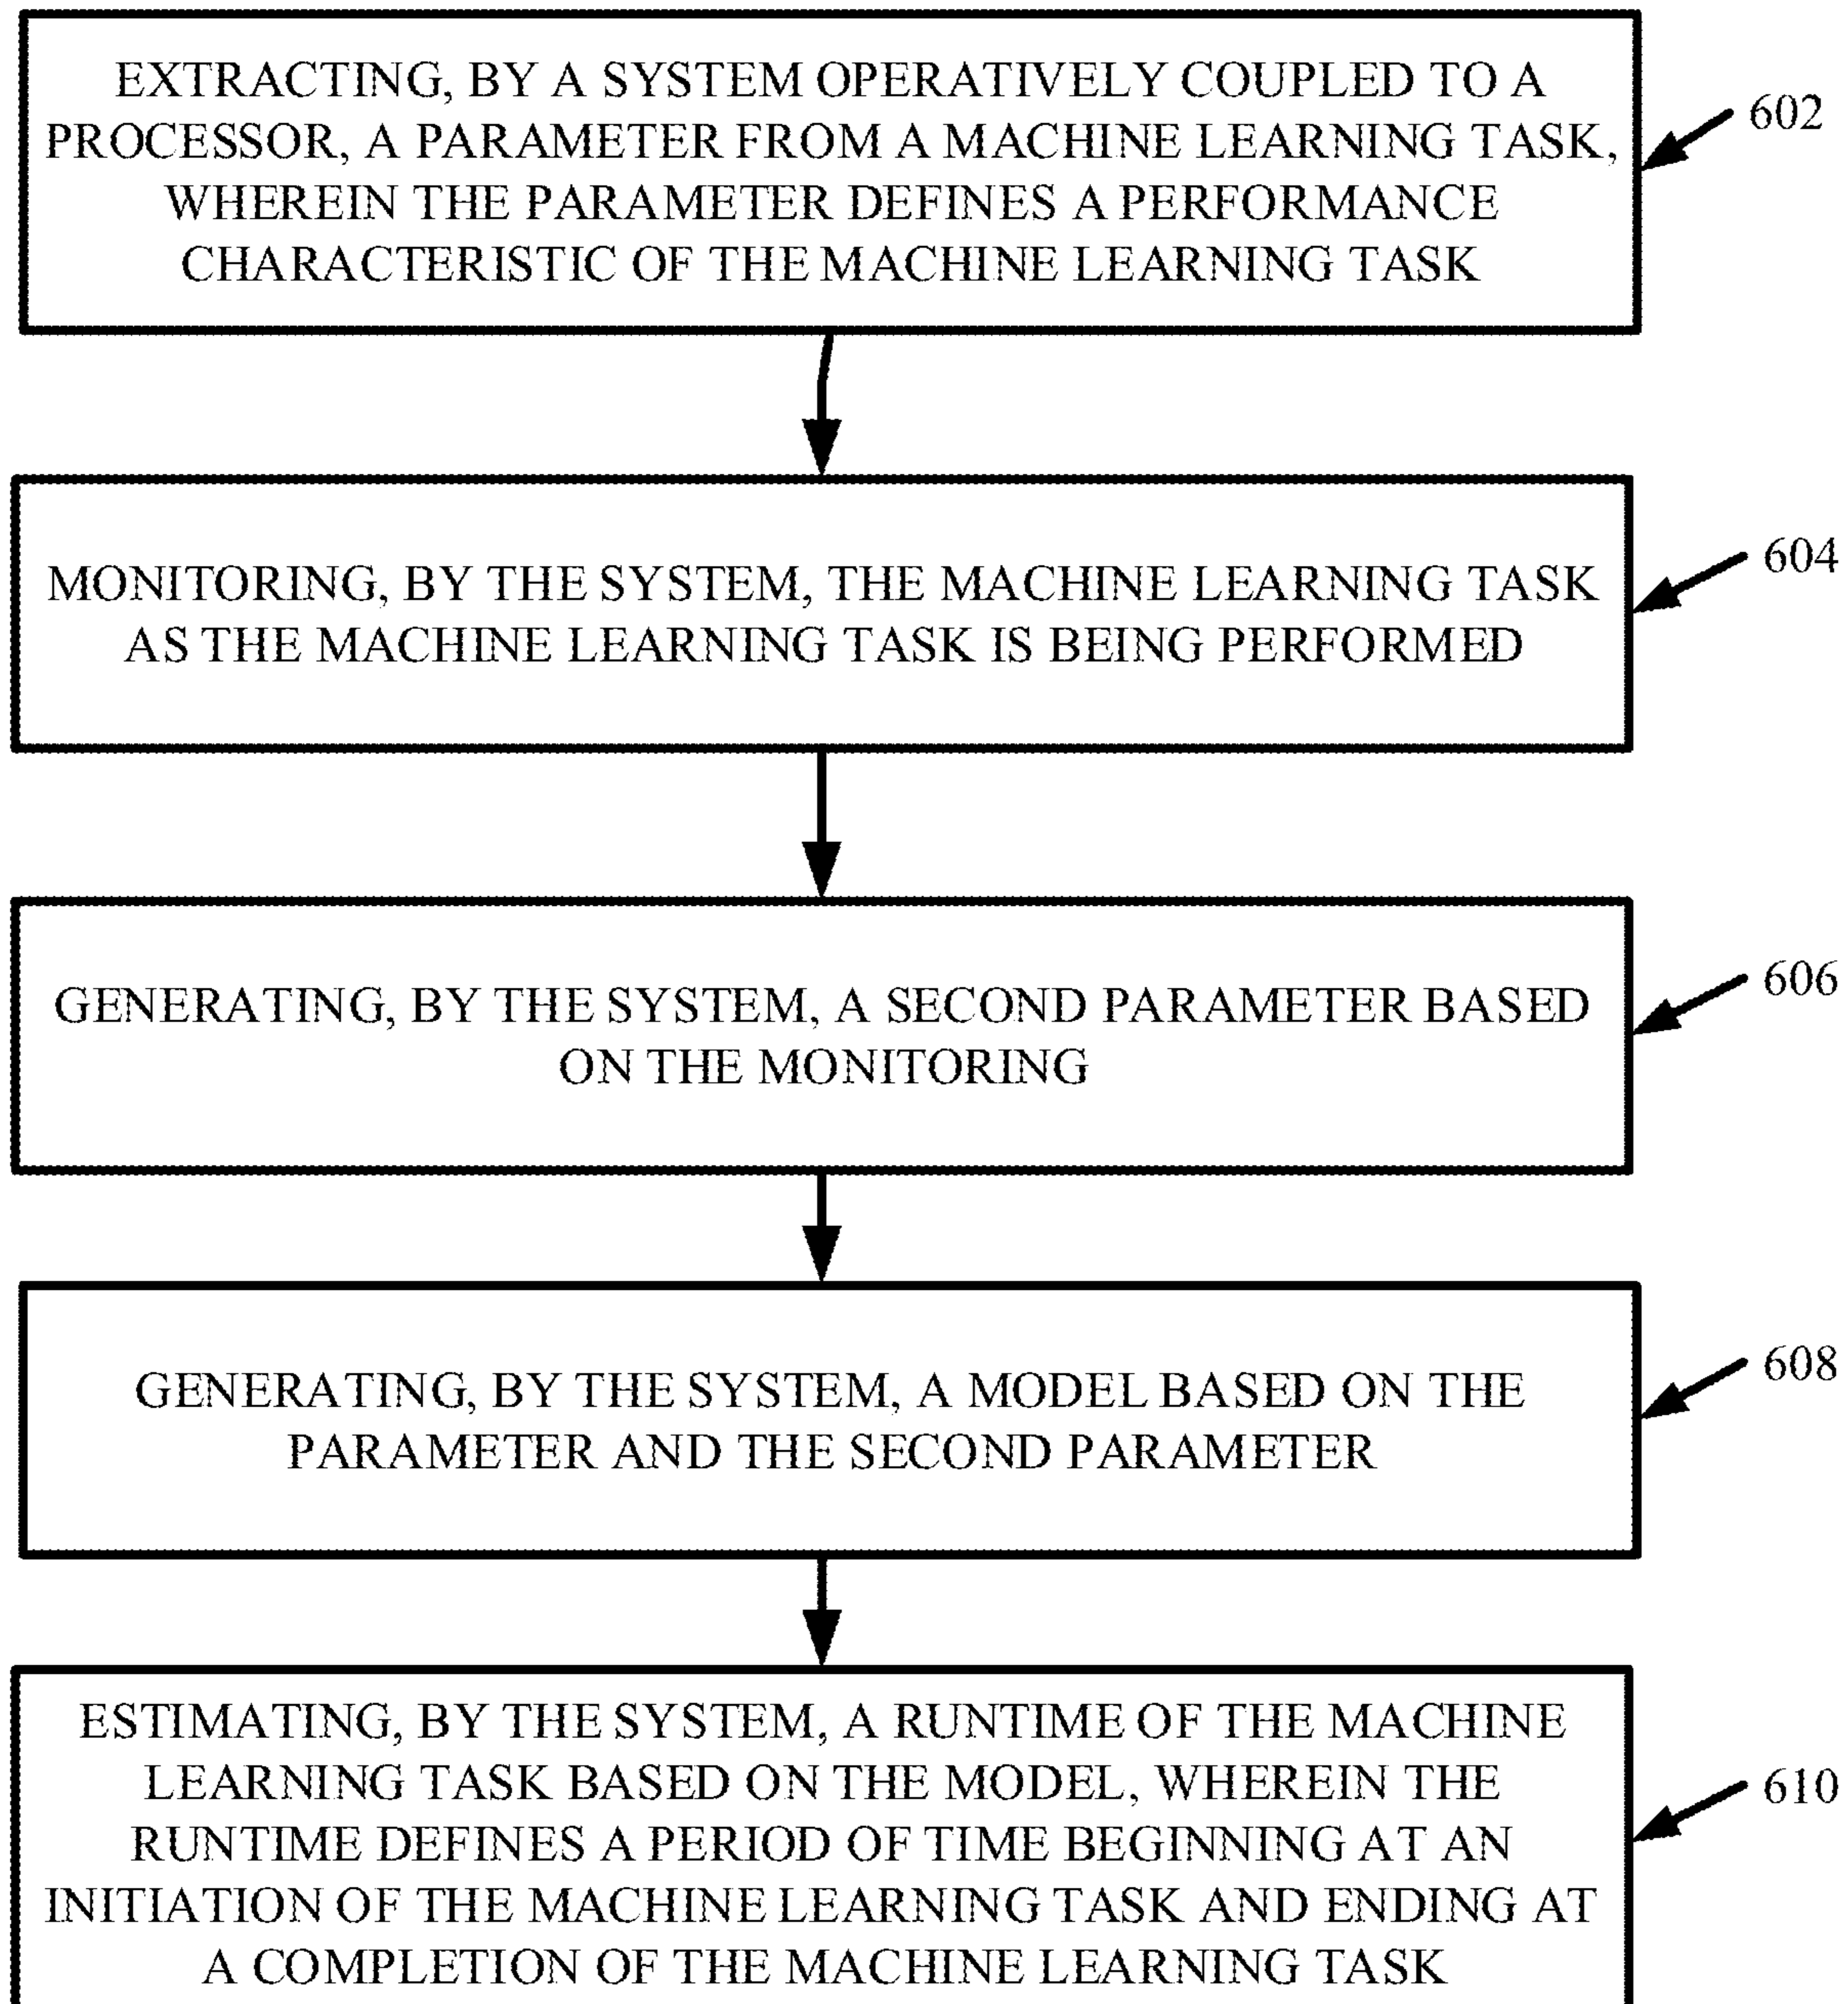 EXTRACTING, BY A SYSTEM OPERATIVELY COUPLED TO A
PROCESSOR, A PARAMETER FROM A MACHINE LEARNING TASK,
WHEREIN THE PARAMETER DEFINES A PERFORMANCE
CHARACTERISTIC OF THE MACHINE LEARNING TASK
602
MONITORING, BY THE SYSTEM, THE MACHINE LEARNING TASK
AS THE MACHINE LEARNING TASK IS BEING PERFORMED
604
GENERATING, BY THE SYSTEM, A SECOND PARAMETER BASED
ON THE MONITORING
606
GENERATING, BY THE SYSTEM, A MODEL BASED ON THE
PARAMETER AND THE SECOND PARAMETER
608
ESTIMATING, BY THE SYSTEM, A RUNTIME OF THE MACHINE
LEARNING TASK BASED ON THE MODEL, WHEREIN THE
RUNTIME DEFINES A PERIOD OF TIME BEGINNING AT AN
INITIATION OF THE MACHINE LEARNING TASK AND ENDING AT
A COMPLETION OF THE MACHINE LEARNING TASK
610